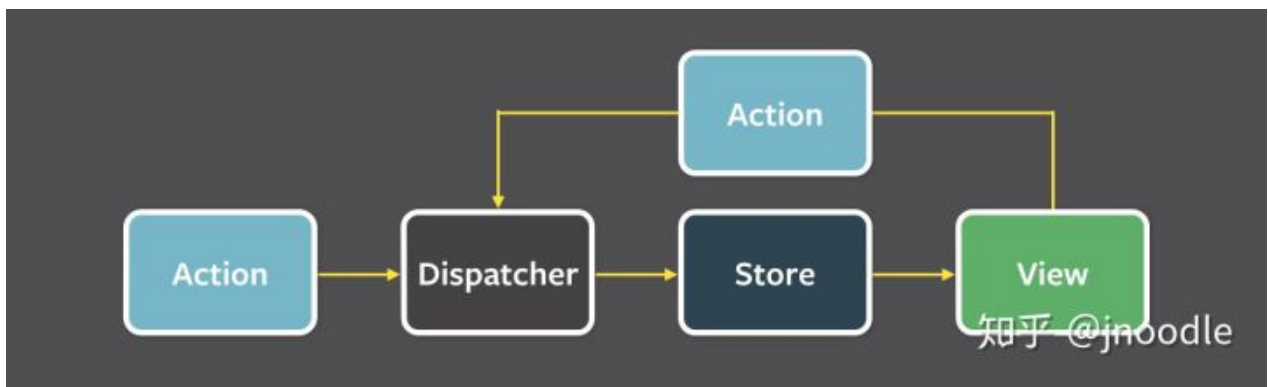 Action
Action
Dispatcher
Store
View
知乎 @jnoodle